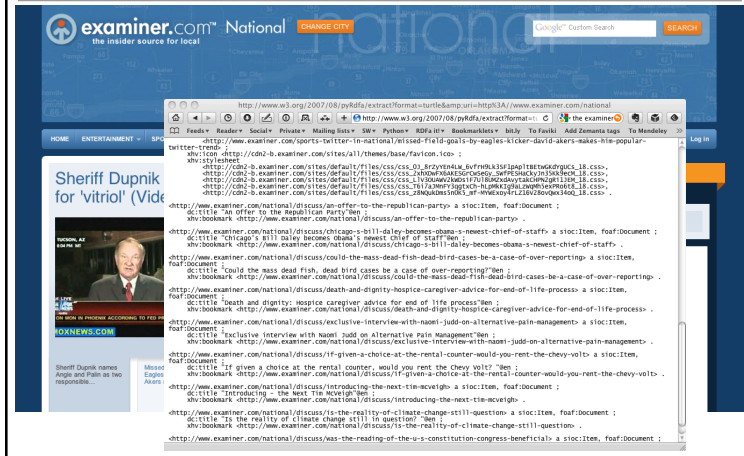 examiner.com™ National CHANGE CITY
the insider source for local
Google™ Custom Search SEARCH
HOME ENTERTAINMENT SPO
Log in
Sheriff Dupnik
for 'vitriol' (Vide
TUCSON, AZ
ON MON IN PHOENIX ACCORDING TO FED PR
FOXNEWS.COM
Sheriff Dupnik names
Angle and Palin as two
responsible...
Missed
Eagles
Akers
http://www.w3.org/2007/08/pyRdfa/extract?format=turtle&amp;uri=http%3A//www.examiner.com/national
http://www.w3.org/2007/08/pyRdfa/extract?format=tu
the examiner
Feeds Reader Social Private Mailing lists SW Python RDFa it! Bookmarklets bit.ly To Faviki Add Zemanta tags To Mendeley
<http://www.examiner.com/sports-twitter-in-national/missed-field-goals-by-eagles-kicker-david-akers-makes-him-popular-
twitter-trend> ;
xhv:icon <http://cdn2-b.examiner.com/sites/all/themes/base/favicon.ico> ;
xhv:stylesheet
<http://www.examiner.com/national/discuss/an-offer-to-the-republican-party> a sioc:Item, foaf:Document ;
dc:title "An Offer to the Republican Party"@en ;
xhv:bookmark <http://www.examiner.com/national/discuss/an-offer-to-the-republican-party> .
<http://www.examiner.com/national/discuss/chicago-s-bill-daley-becomes-obama-s-newest-chief-of-staff> a sioc:Item,
foaf:Document ;
dc:title "Chicago's Bill Daley becomes Obama's newest Chief of Staff"@en ;
xhv:bookmark <http://www.examiner.com/national/discuss/chicago-s-bill-daley-becomes-obama-s-newest-chief-of-staff> .
<http://www.examiner.com/national/discuss/could-the-mass-dead-fish-dead-bird-cases-be-a-case-of-over-reporting> a sioc:Item,
foaf:Document ;
dc:title "Could the mass dead fish, dead bird cases be a case of over-reporting?"@en ;
xhv:bookmark <http://www.examiner.com/national/discuss/could-the-mass-dead-fish-dead-bird-cases-be-a-case-of-over-reporting> .
<http://www.examiner.com/national/discuss/death-and-dignity-hospice-caregiver-advice-for-end-of-life-process> a sioc:Item,
foaf:Document ;
dc:title "Death and dignity: Hospice caregiver advice for end of life process"@en ;
xhv:bookmark <http://www.examiner.com/national/discuss/death-and-dignity-hospice-caregiver-advice-for-end-of-life-process> .
<http://www.examiner.com/national/discuss/exclusive-interview-with-naomi-judd-on-alternative-pain-management> a sioc:Item,
foaf:Document ;
dc:title "Exclusive interview with Naomi Judd on Alternative Pain Management"@en ;
xhv:bookmark <http://www.examiner.com/national/discuss/exclusive-interview-with-naomi-judd-on-alternative-pain-management> .
<http://www.examiner.com/national/discuss/if-given-a-choice-at-the-rental-counter-would-you-rent-the-chevy-volt> a sioc:Item,
foaf:Document ;
dc:title "If given a choice at the rental counter, would you rent the Chevy Volt? "@en ;
xhv:bookmark <http://www.examiner.com/national/discuss/if-given-a-choice-at-the-rental-counter-would-you-rent-the-chevy-volt> .
<http://www.examiner.com/national/discuss/introducing-the-next-tim-mcveigh> a sioc:Item, foaf:Document ;
dc:title "Introducing - the Next Tim McVeigh"@en ;
xhv:bookmark <http://www.examiner.com/national/discuss/introducing-the-next-tim-mcveigh> .
<http://www.examiner.com/national/discuss/is-the-reality-of-climate-change-still-question> a sioc:Item, foaf:Document ;
dc:title "Is the reality of climate change still in question? "@en ;
xhv:bookmark <http://www.examiner.com/national/discuss/is-the-reality-of-climate-change-still-question> .
<http://www.examiner.com/national/discuss/was-the-reading-of-the-u-s-constitution-congress-beneficial> a sioc:Item, foaf:Document ;